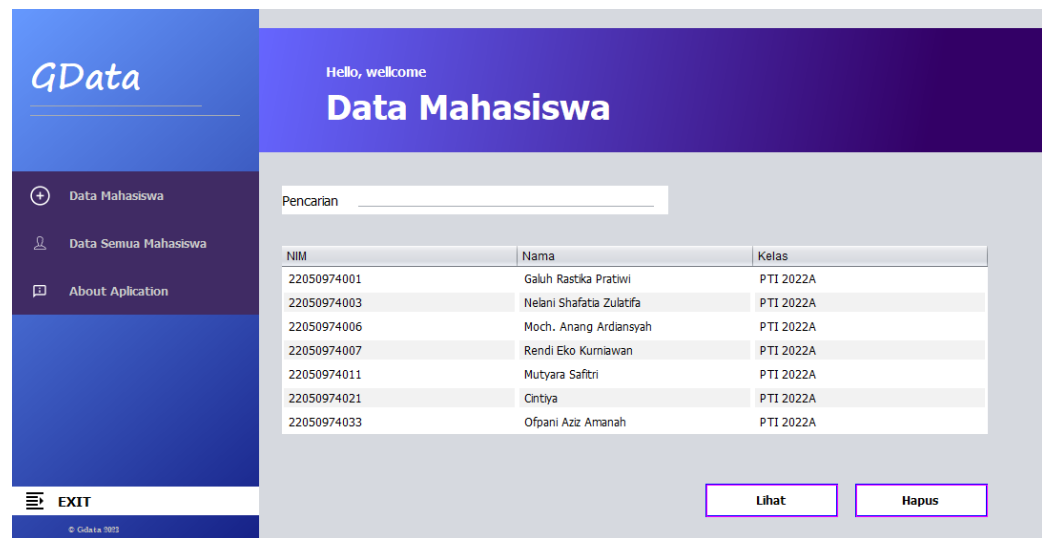 GData
Hello, wellcome
Data Mahasiswa
Data Mahasiswa
Data Semua Mahasiswa
About Aplication
Pencarian
NIM Nama Kelas
22050974001 Galuh Rastika Pratiwi PTI 2022A
22050974003 Nelani Shafatia Zulatifa PTI 2022A
22050974006 Moch. Anang Ardiansyah PTI 2022A
22050974007 Rendi Eko Kurniawan PTI 2022A
22050974011 Mutyara Safitri PTI 2022A
22050974021 Cintiya PTI 2022A
22050974033 Ofpani Aziz Amanah PTI 2022A
Lihat Hapus
EXIT
© Gdata